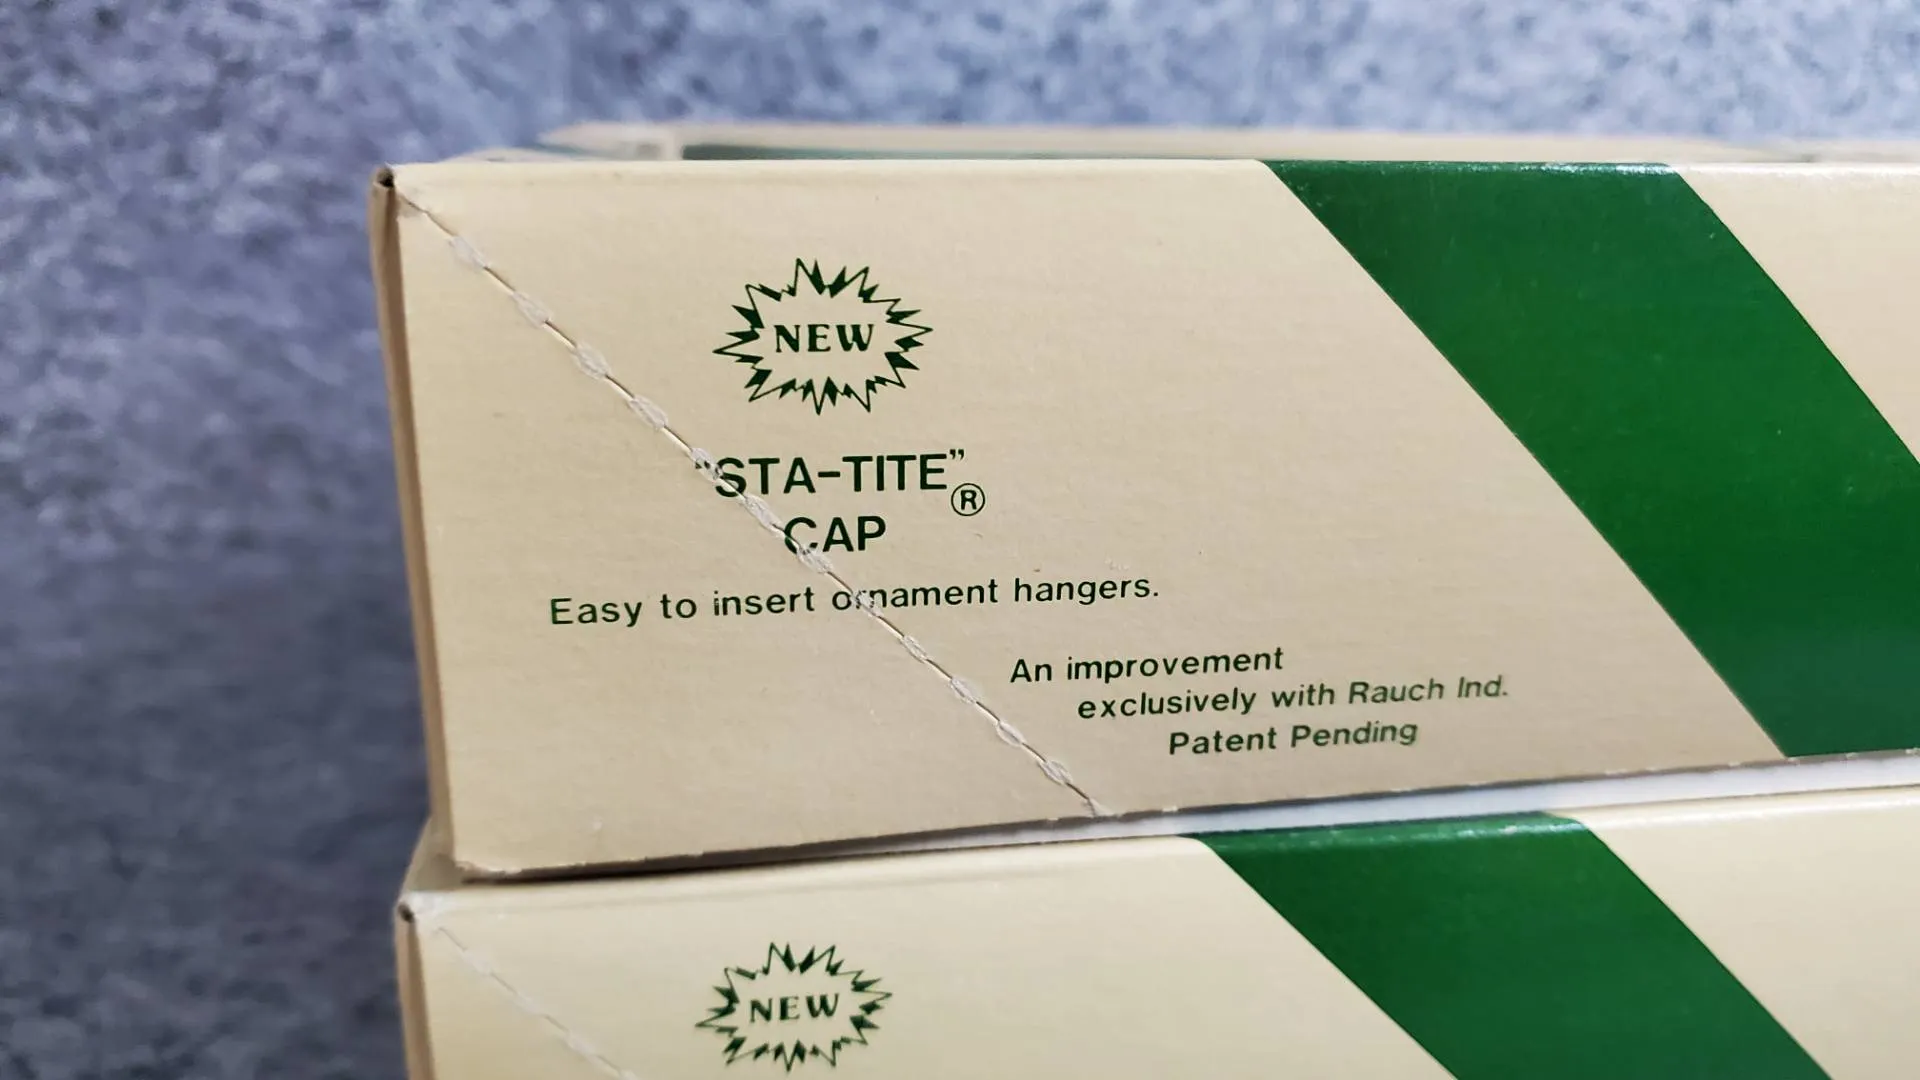 NEW
"STA-TITE"®
CAP
Easy to insert ornament hangers.
An improvement
exclusively with Rauch Ind.
Patent Pending
NEW